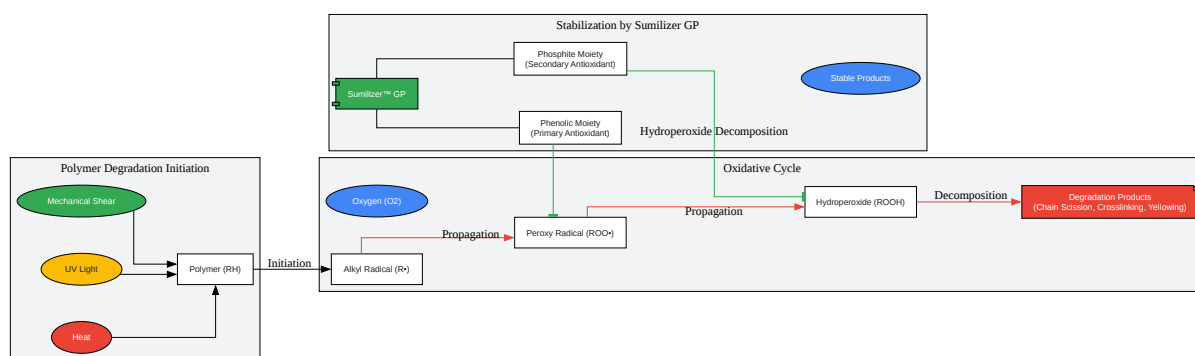 Stabilization by Sumilizer GP
Phosphite Moiety
(Secondary Antioxidant)
Stable Products
Sumilizer™ GP
Phenolic Moiety
(Primary Antioxidant)
Hydroperoxide Decomposition
Polymer Degradation Initiation
Mechanical Shear
UV Light
Polymer (RH)
Heat
Initiation
Oxidative Cycle
Oxygen (O2)
Propagation
Alkyl Radical (R•)
Peroxy Radical (ROO•)
Propagation
Hydroperoxide (ROOH)
Decomposition
Degradation Products
(Chain Scission, Crosslinking, Yellowing)